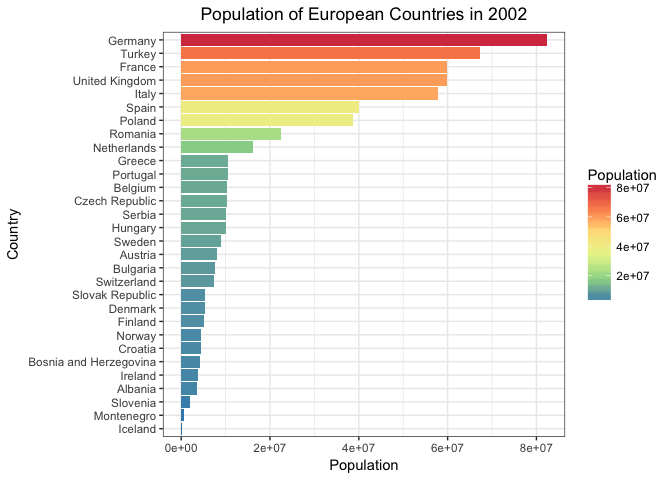 Population of European Countries in 2002
Country
Germany
Turkey
France
United Kingdom
Italy
Spain
Poland
Romania
Netherlands
Greece
Portugal
Belgium
Czech Republic
Serbia
Hungary
Sweden
Austria
Bulgaria
Switzerland
Slovak Republic
Denmark
Finland
Norway
Croatia
Bosnia and Herzegovina
Ireland
Albania
Slovenia
Montenegro
Iceland
0e+00 2e+07 4e+07 6e+07 8e+07
Population
Population
8e+07
6e+07
4e+07
2e+07